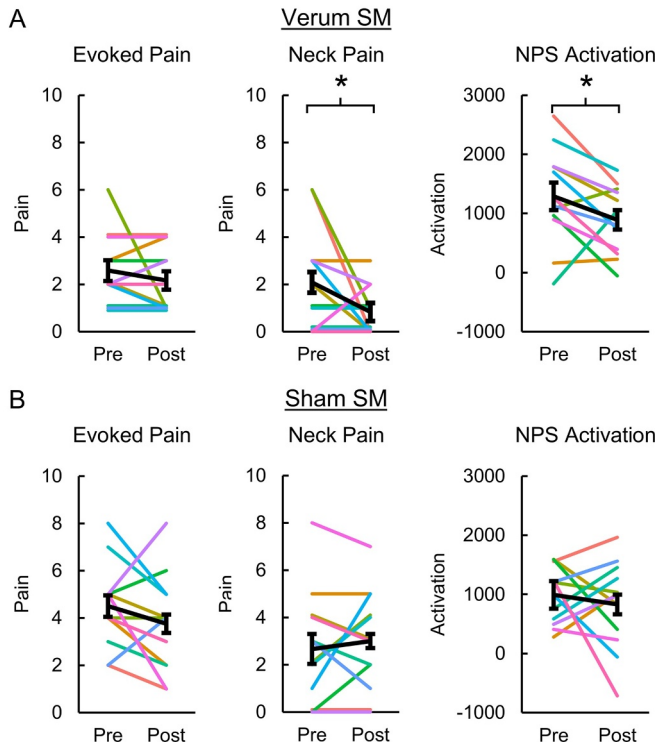 A
Verum SM
Evoked Pain
Neck Pain
NPS Activation
*
*
10
8
6
4
2
0
Pain
Pre
Post
10
8
6
4
2
0
Pain
Pre
Post
3000
2000
1000
0
-1000
Activation
Pre
Post
B
Sham SM
Evoked Pain
Neck Pain
NPS Activation
10
8
6
4
2
0
Pain
Pre
Post
10
8
6
4
2
0
Pain
Pre
Post
3000
2000
1000
0
-1000
Activation
Pre
Post